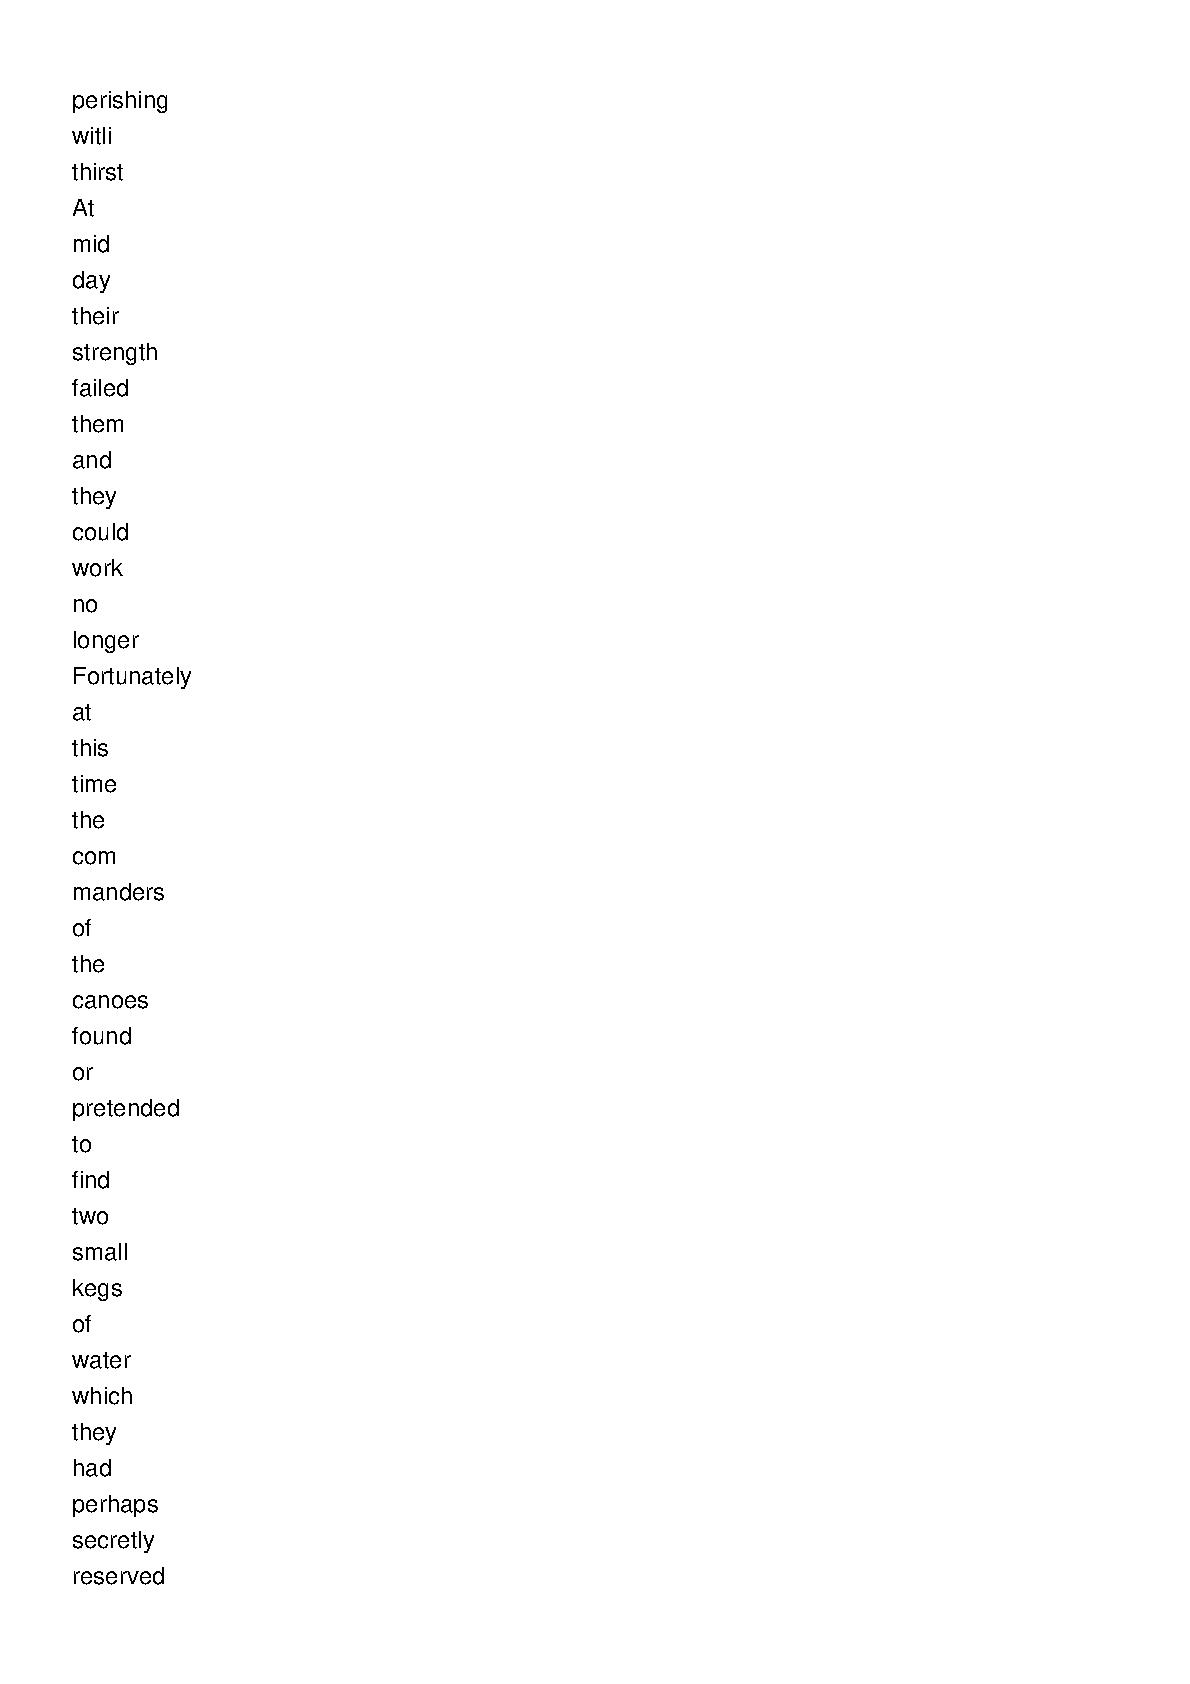 perishing
witli
thirst
At
mid
day
their
strength
failed
them
and
they
could
work
no
longer
Fortunately
at
this
time
the
com
manders
of
the
canoes
found
or
pretended
to
find
two
small
kegs
of
water
which
they
had
perhaps
secretly
reserved